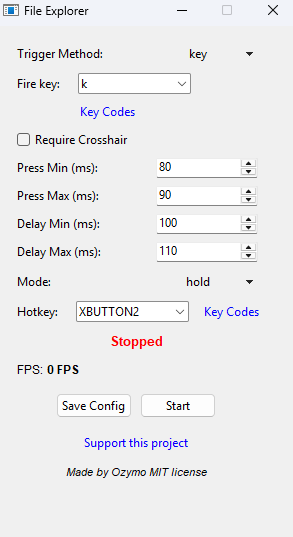 File Explorer
Trigger Method: key
Fire key: k
Key Codes
Require Crosshair
Press Min (ms): 80
Press Max (ms): 90
Delay Min (ms): 100
Delay Max (ms): 110
Mode: hold
Hotkey: XBUTTON2 Key Codes
Stopped
FPS: 0 FPS
Save Config Start
Support this project
Made by Ozymo MIT license